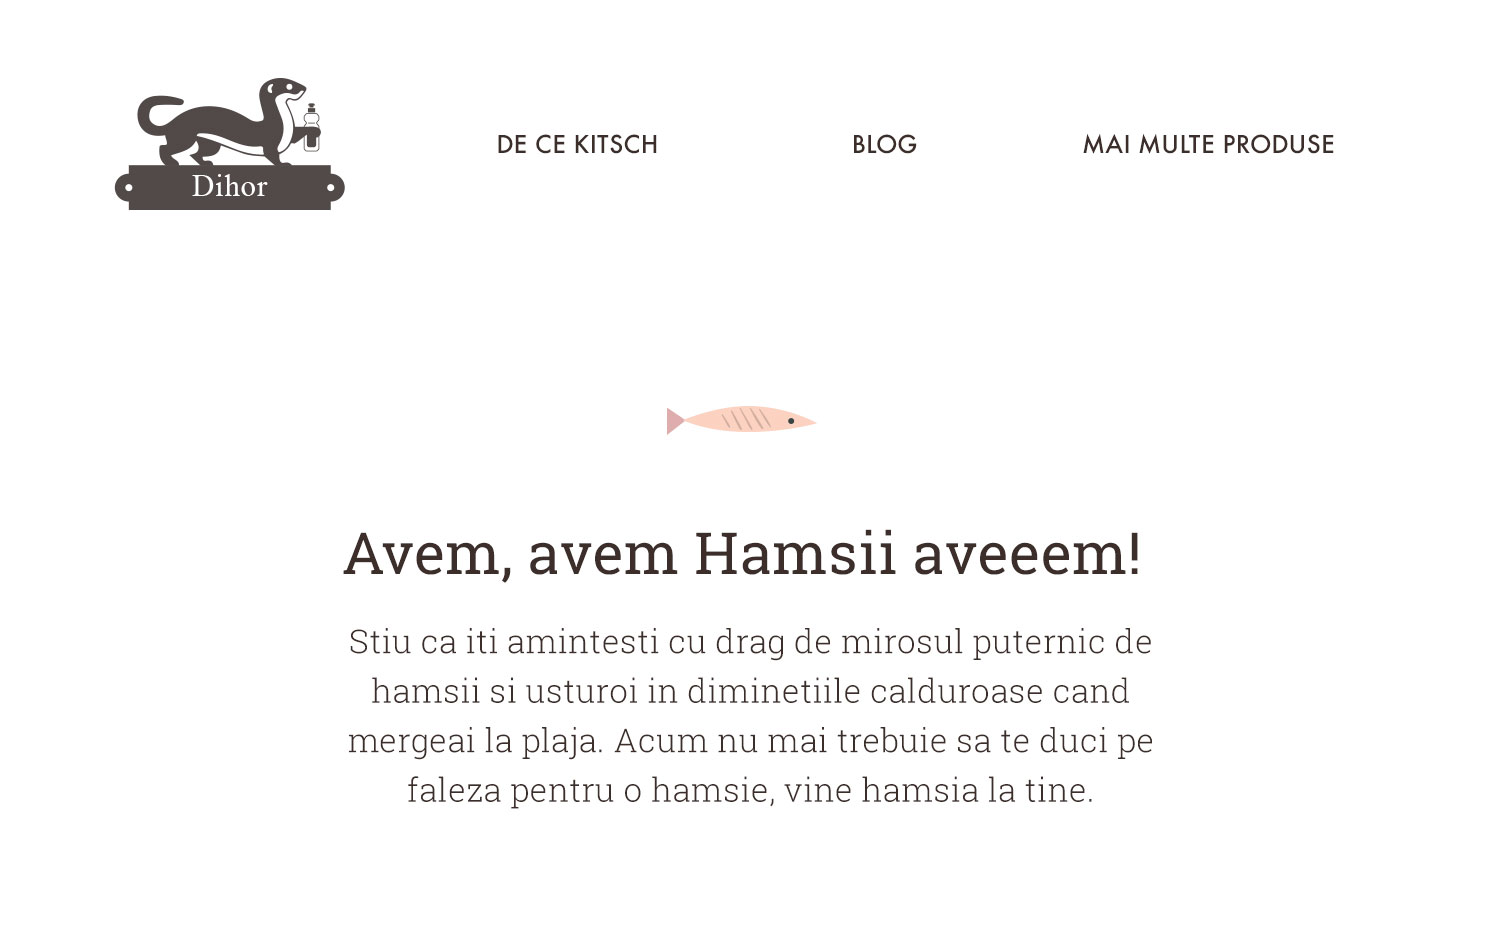 Dihor
DE CE KITSCH
BLOG
MAI MULTE PRODUSE
Avem, avem Hamsii aveeem!
Stiu ca iti amintesti cu drag de mirosul puternic de
hamsii si usturoi in diminetiile calduroase cand
mergeai la plaja. Acum nu mai trebuie sa te duci pe
faleza pentru o hamsie, vine hamsia la tine.